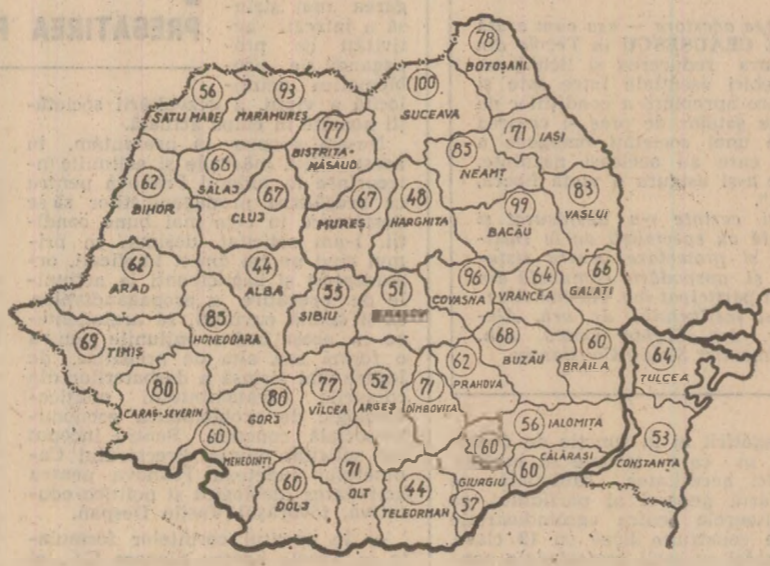 78
BOTOȘANI
56
SATU MARE
93
MARAMUREȘ
100
SUCEAVA
77
BISTRIȚA-
NĂSĂUD
71 IAȘI
85
NEAMȚ
66
SĂLAJ
62
BIHOR
67
CLUJ
67
MUREȘ
48
HARGHITA
99
BACĂU
83
VASLUI
62
ARAD
44
ALBA
55
SIBIU
51
96
COVASNA
64
VRANCEA
66
GALAȚI
85
HONEDOARA
69 TIMIȘ
68
BUZĂU
60
BRĂILA
64
TULCEA
80
CARAȘ-SEVERIN
80
GORJ
77
VÎLCEA
52
ARGEȘ
71
DÎMBOVIȚA
62
PRAHOVA
56 IALOMIȚA
60
60
CĂLĂRAȘI
53
CONSTANȚA
60
MEHEDINȚI
60
DOLJ
71
OLT
44
TELEORMAN
GIURGIU
57